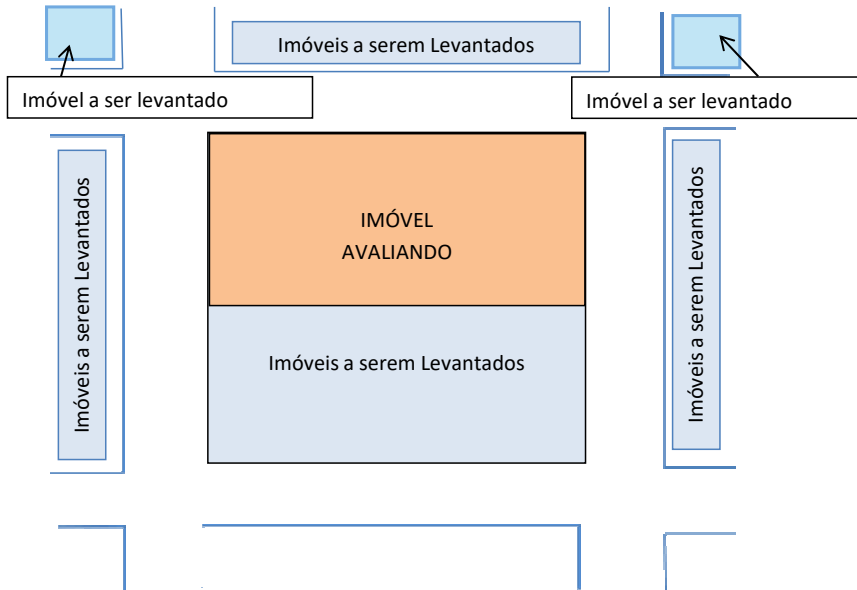 Imóveis a serem Levantados
Imóvel a ser levantado
Imóvel a ser levantado
Imóveis a serem Levantados
IMÓVEL
AVALIANDO
Imóveis a serem Levantados
Imóveis a serem Levantados